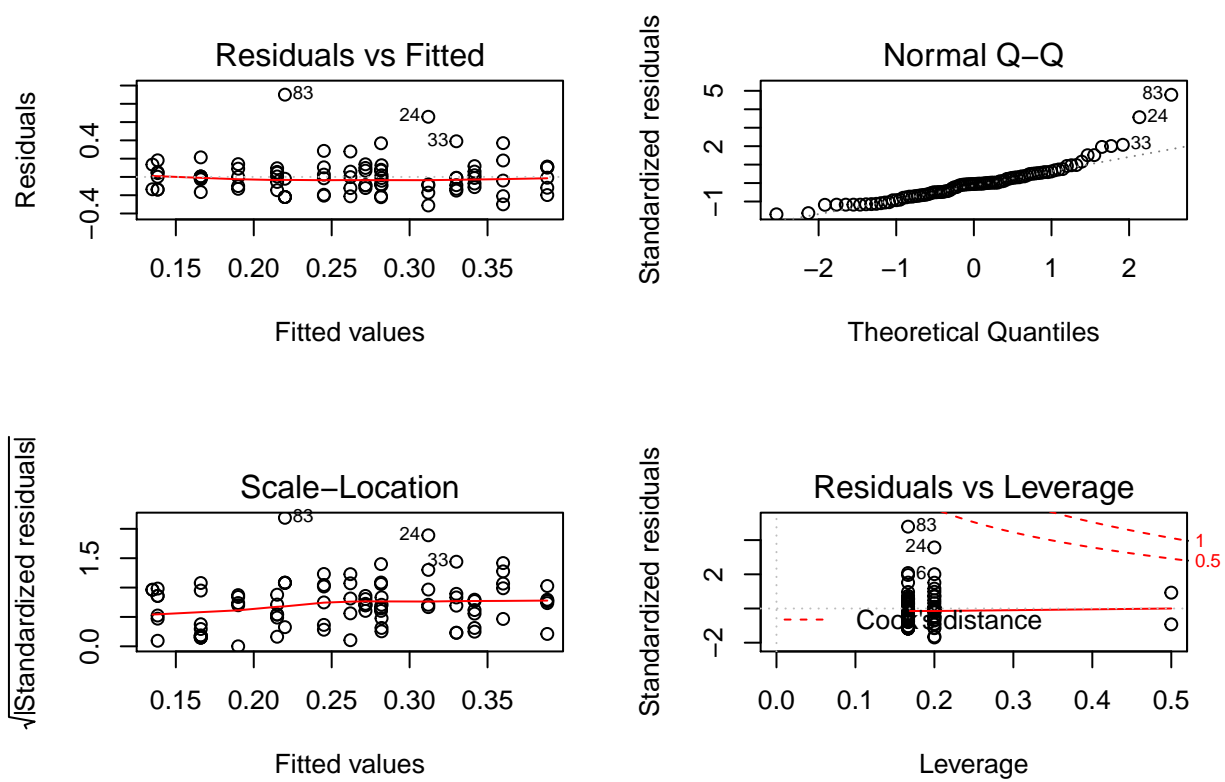 Residuals vs Fitted
Residuals
0.4
−0.4
83
24
33
0.15 0.20 0.25 0.30 0.35
Fitted values
Normal Q−Q
Standardized residuals
5
2
−1
83
24
33
−2 −1 0 1 2
Theoretical Quantiles
Scale−Location
√|Standardized residuals|
1.5
0.0
83
24
33
0.15 0.20 0.25 0.30 0.35
Fitted values
Residuals vs Leverage
Standardized residuals
2
−2
83
24
6
1
0.5
Cook's distance
0.0 0.1 0.2 0.3 0.4 0.5
Leverage